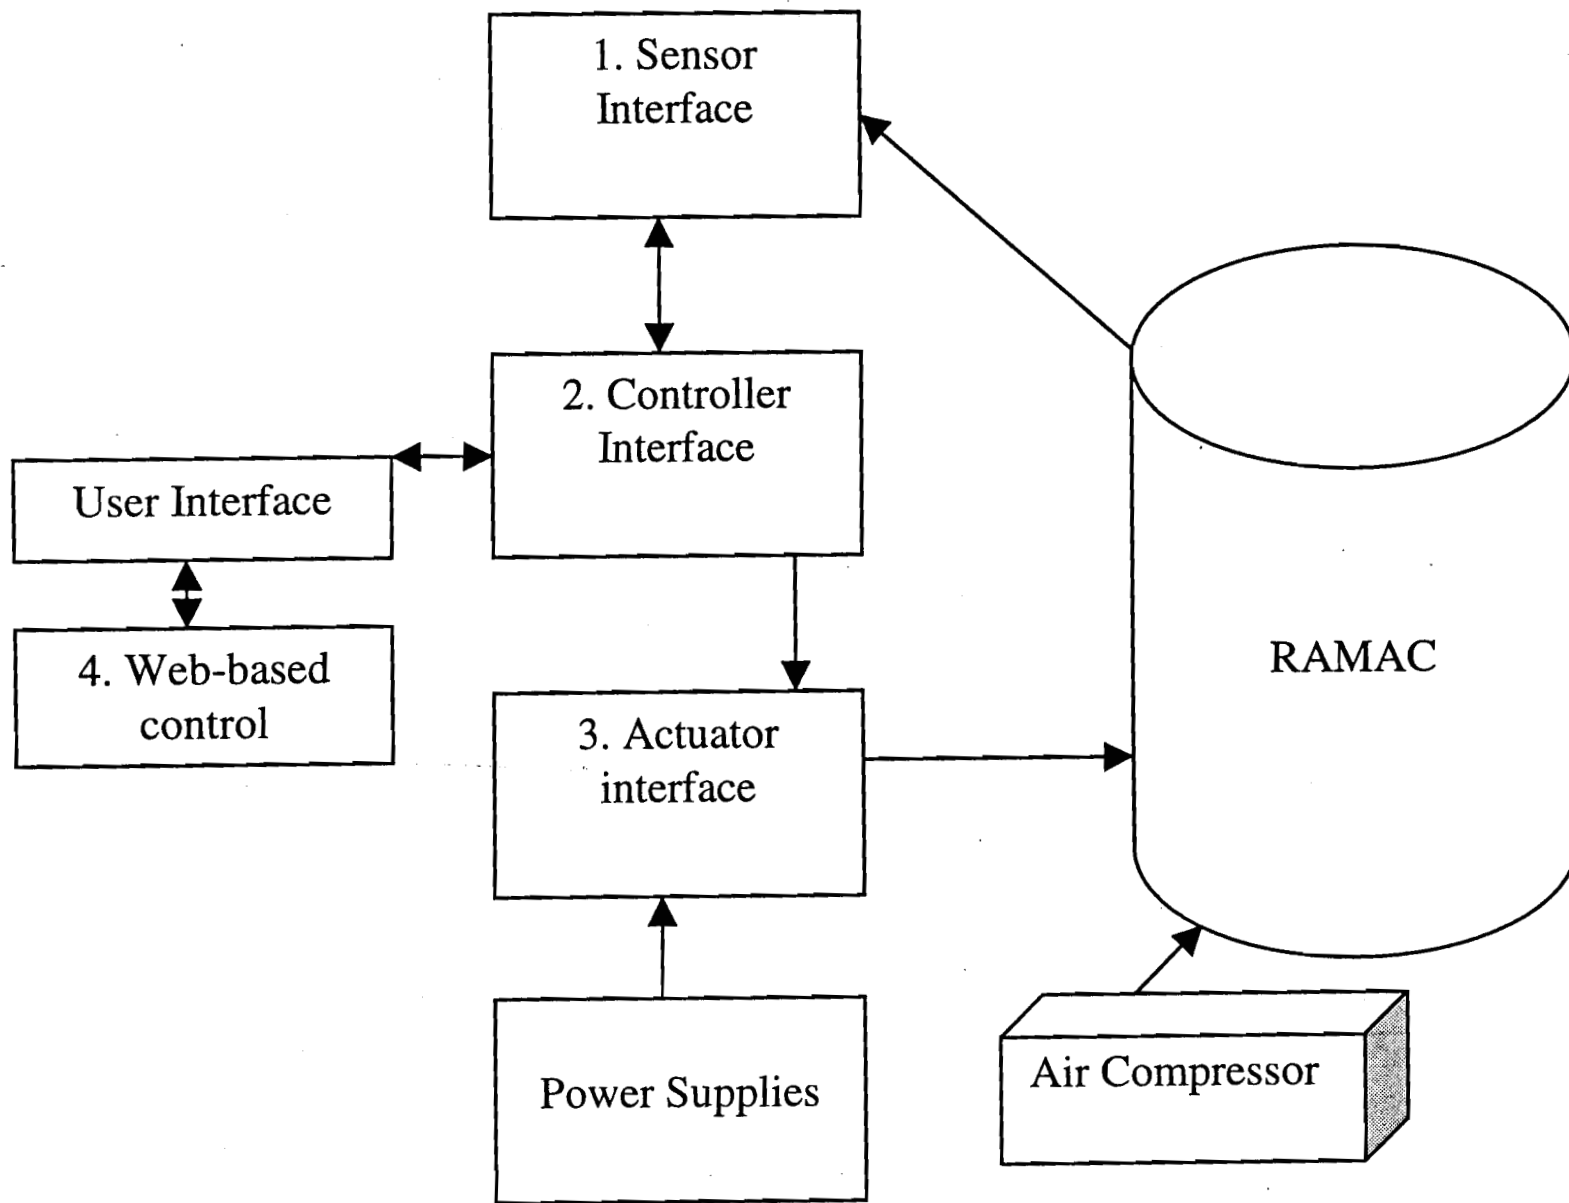 1. Sensor
Interface
2. Controller
Interface
User Interface
4. Web-based
control
3. Actuator
interface
RAMAC
Power Supplies
Air Compressor